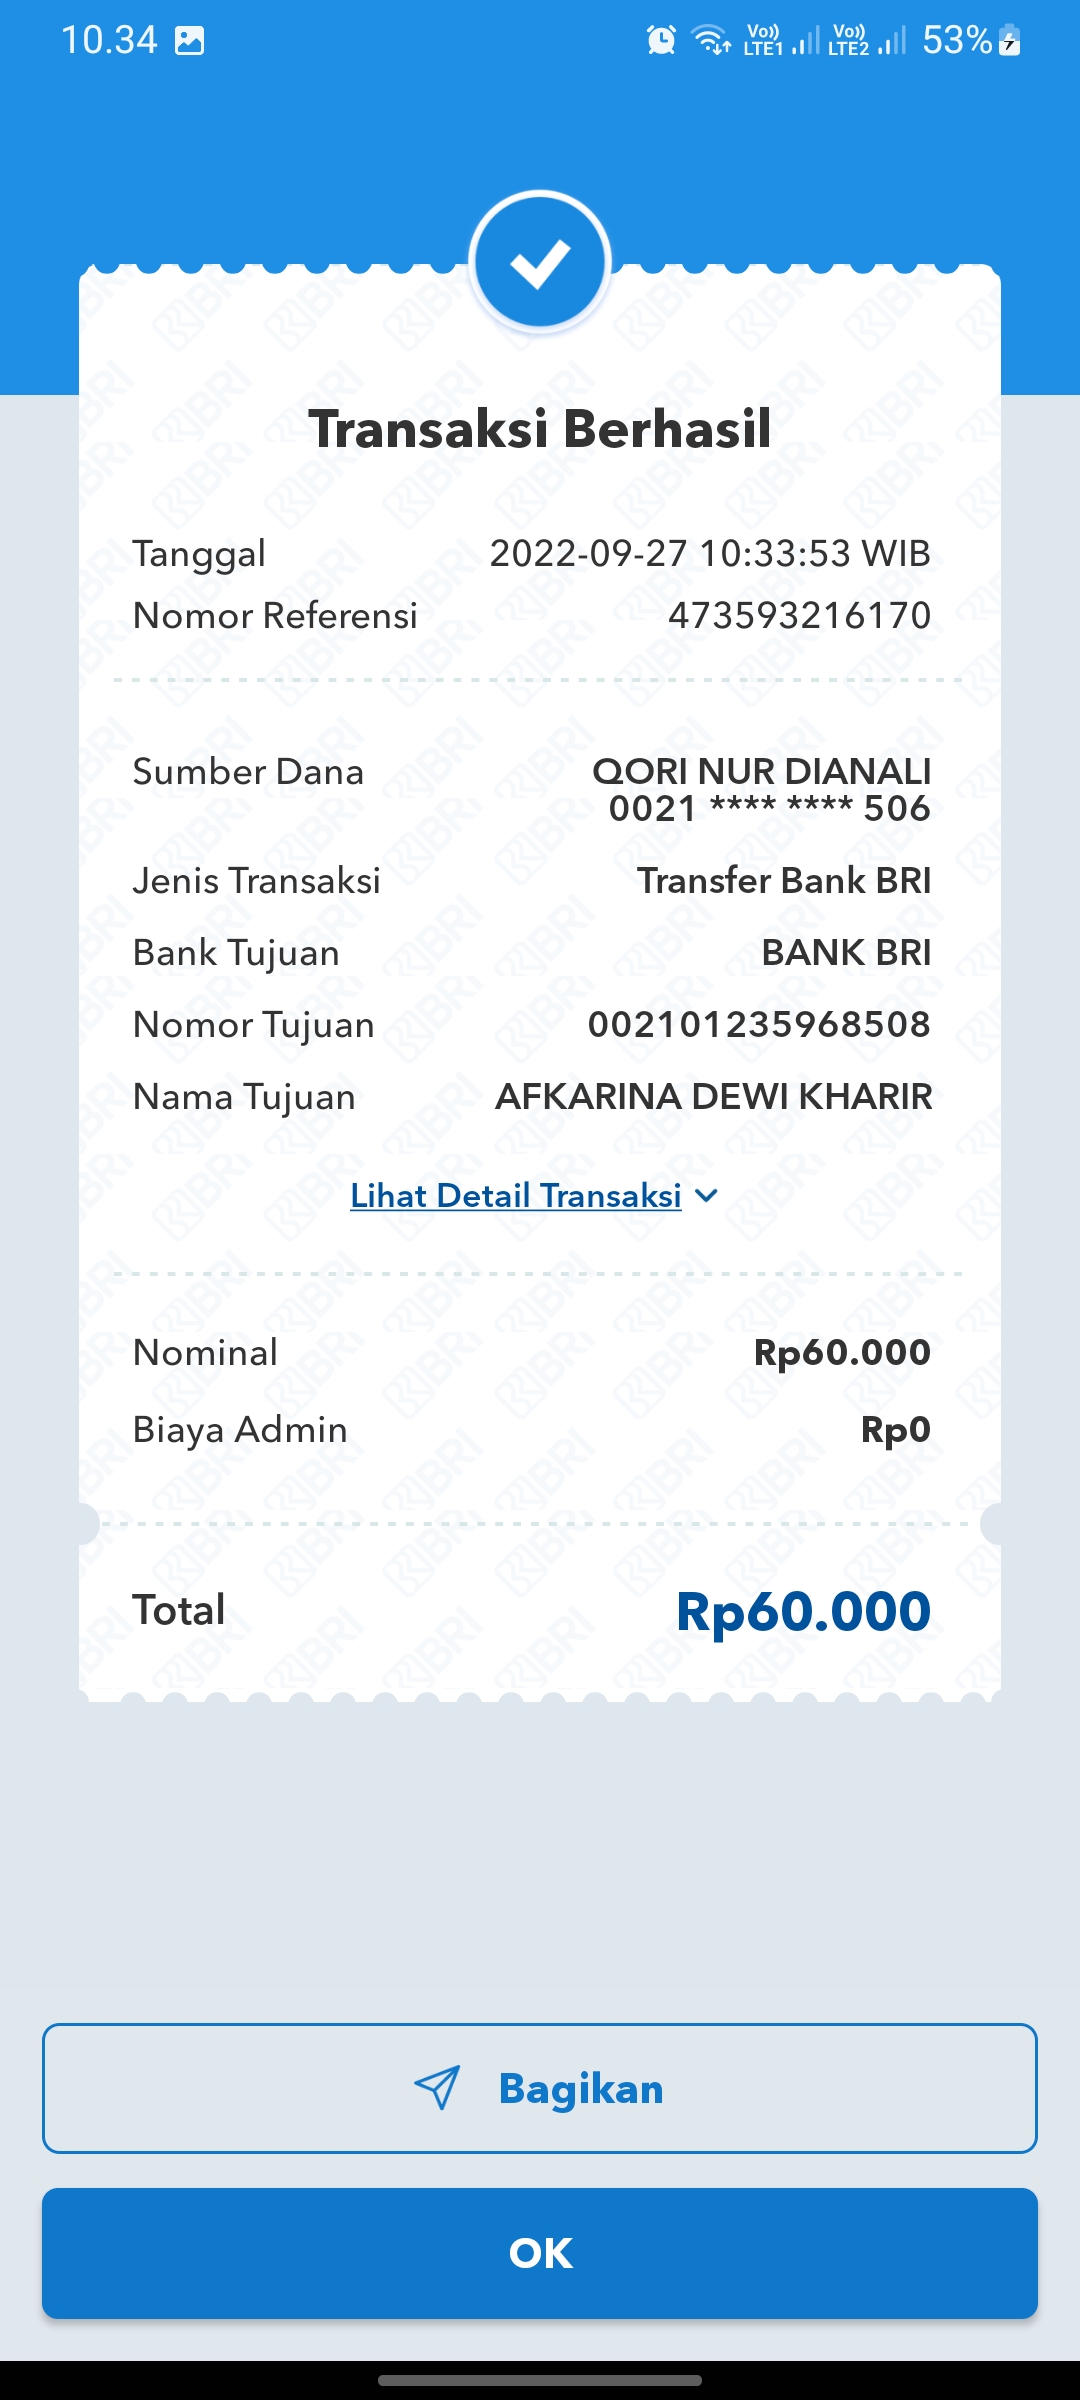 10.34
Vo)) LTE1 Vo)) LTE2 53%
Transaksi Berhasil
Tanggal 2022-09-27 10:33:53 WIB
Nomor Referensi 473593216170
Sumber Dana QORI NUR DIANALI
0021 **** **** 506
Jenis Transaksi Transfer Bank BRI
Bank Tujuan BANK BRI
Nomor Tujuan 002101235968508
Nama Tujuan AFKARINA DEWI KHARIR
Lihat Detail Transaksi
Nominal Rp60.000
Biaya Admin Rp0
Total Rp60.000
Bagikan
OK